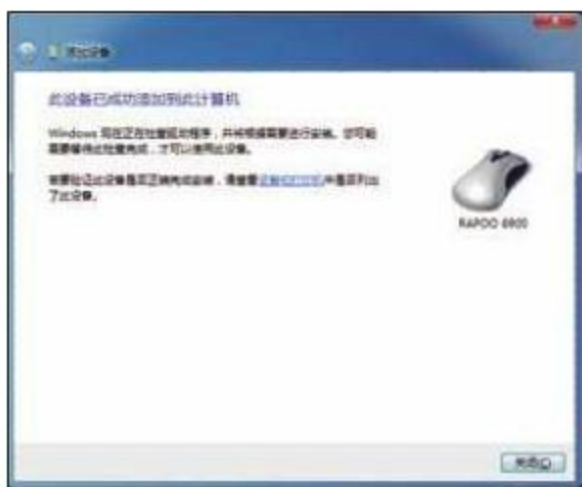 添加设备
此设备已成功添加到此计算机
Windows 现在正在检查驱动程序,并将根据需要进行安装。您可能
需要等待此检查完成,才可以使用此设备。
若要验证此设备是否正确完成安装,请查看设备和打印机中是否列出
了此设备。
RAPOO 6900
关闭(C)